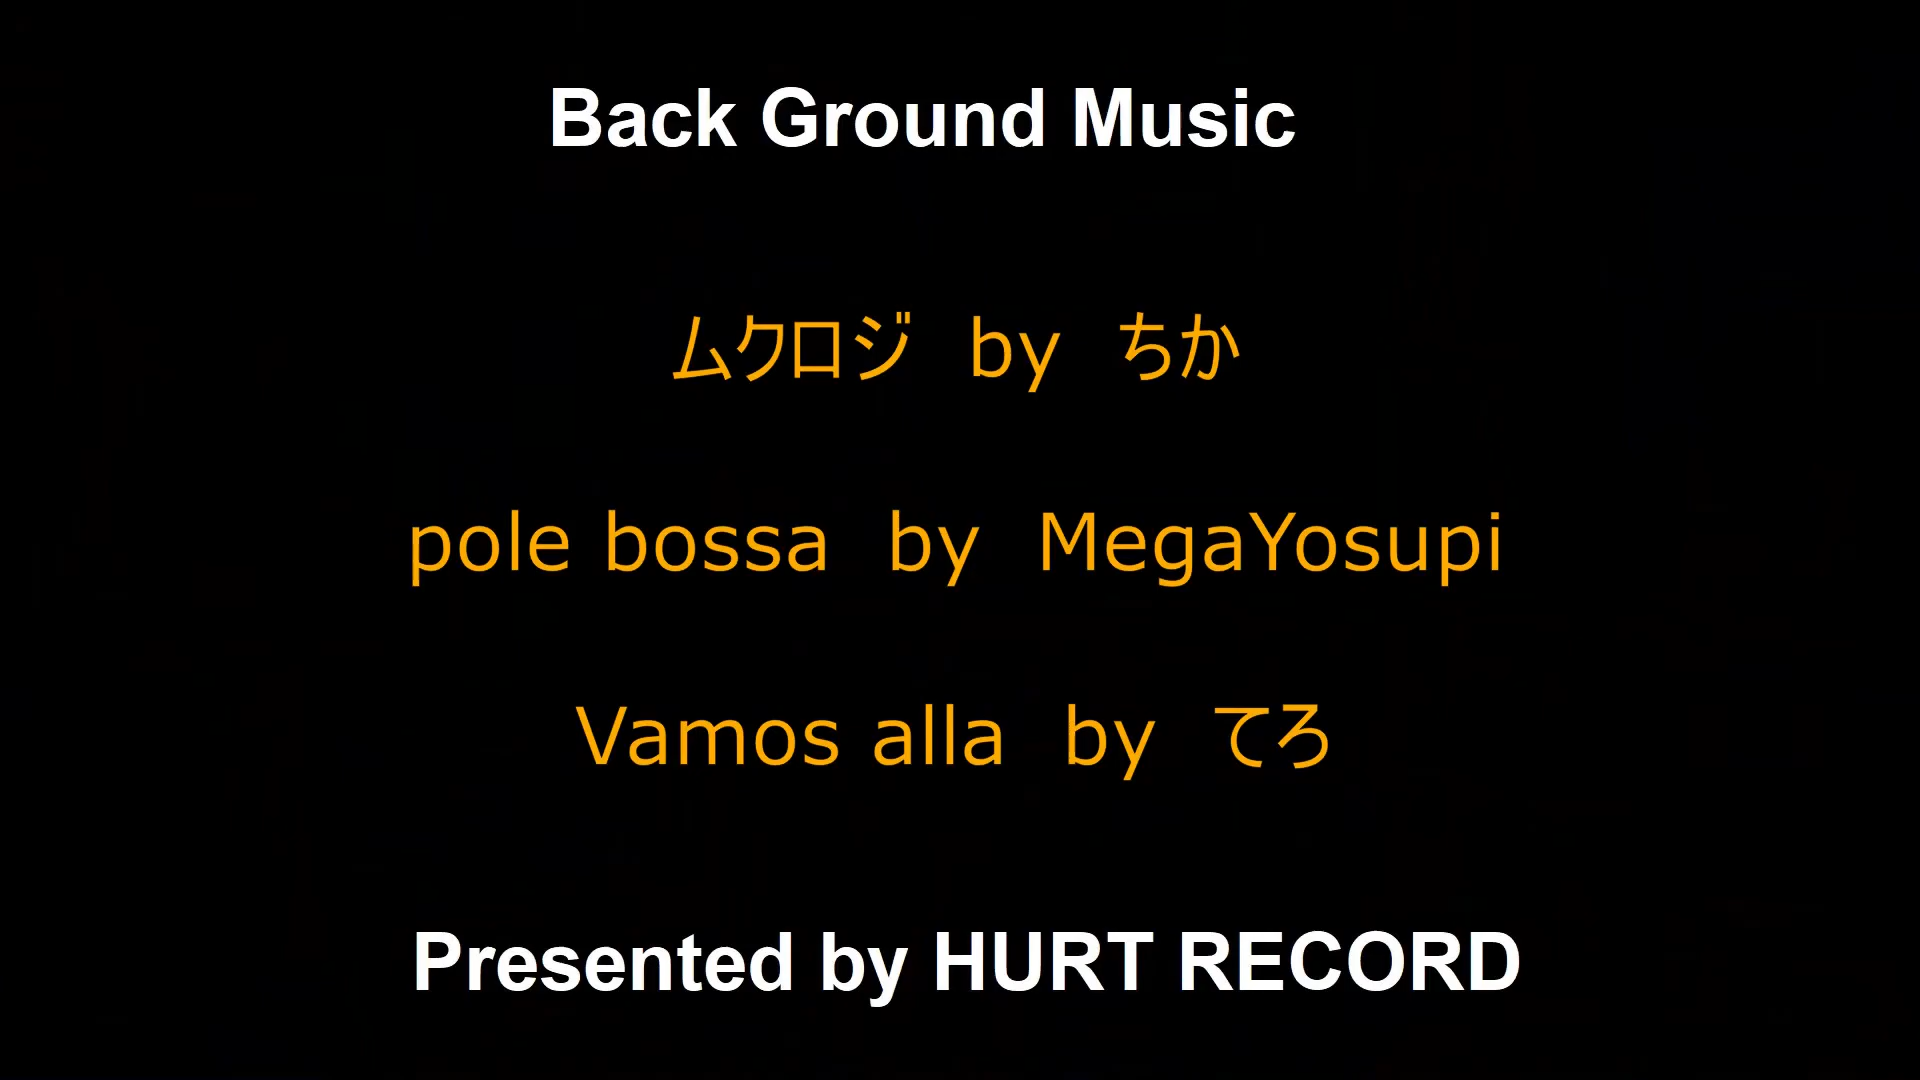 Back Ground Music
ムクロジ by ちか
pole bossa by MegaYosupi
Vamos alla by てろ
Presented by HURT RECORD